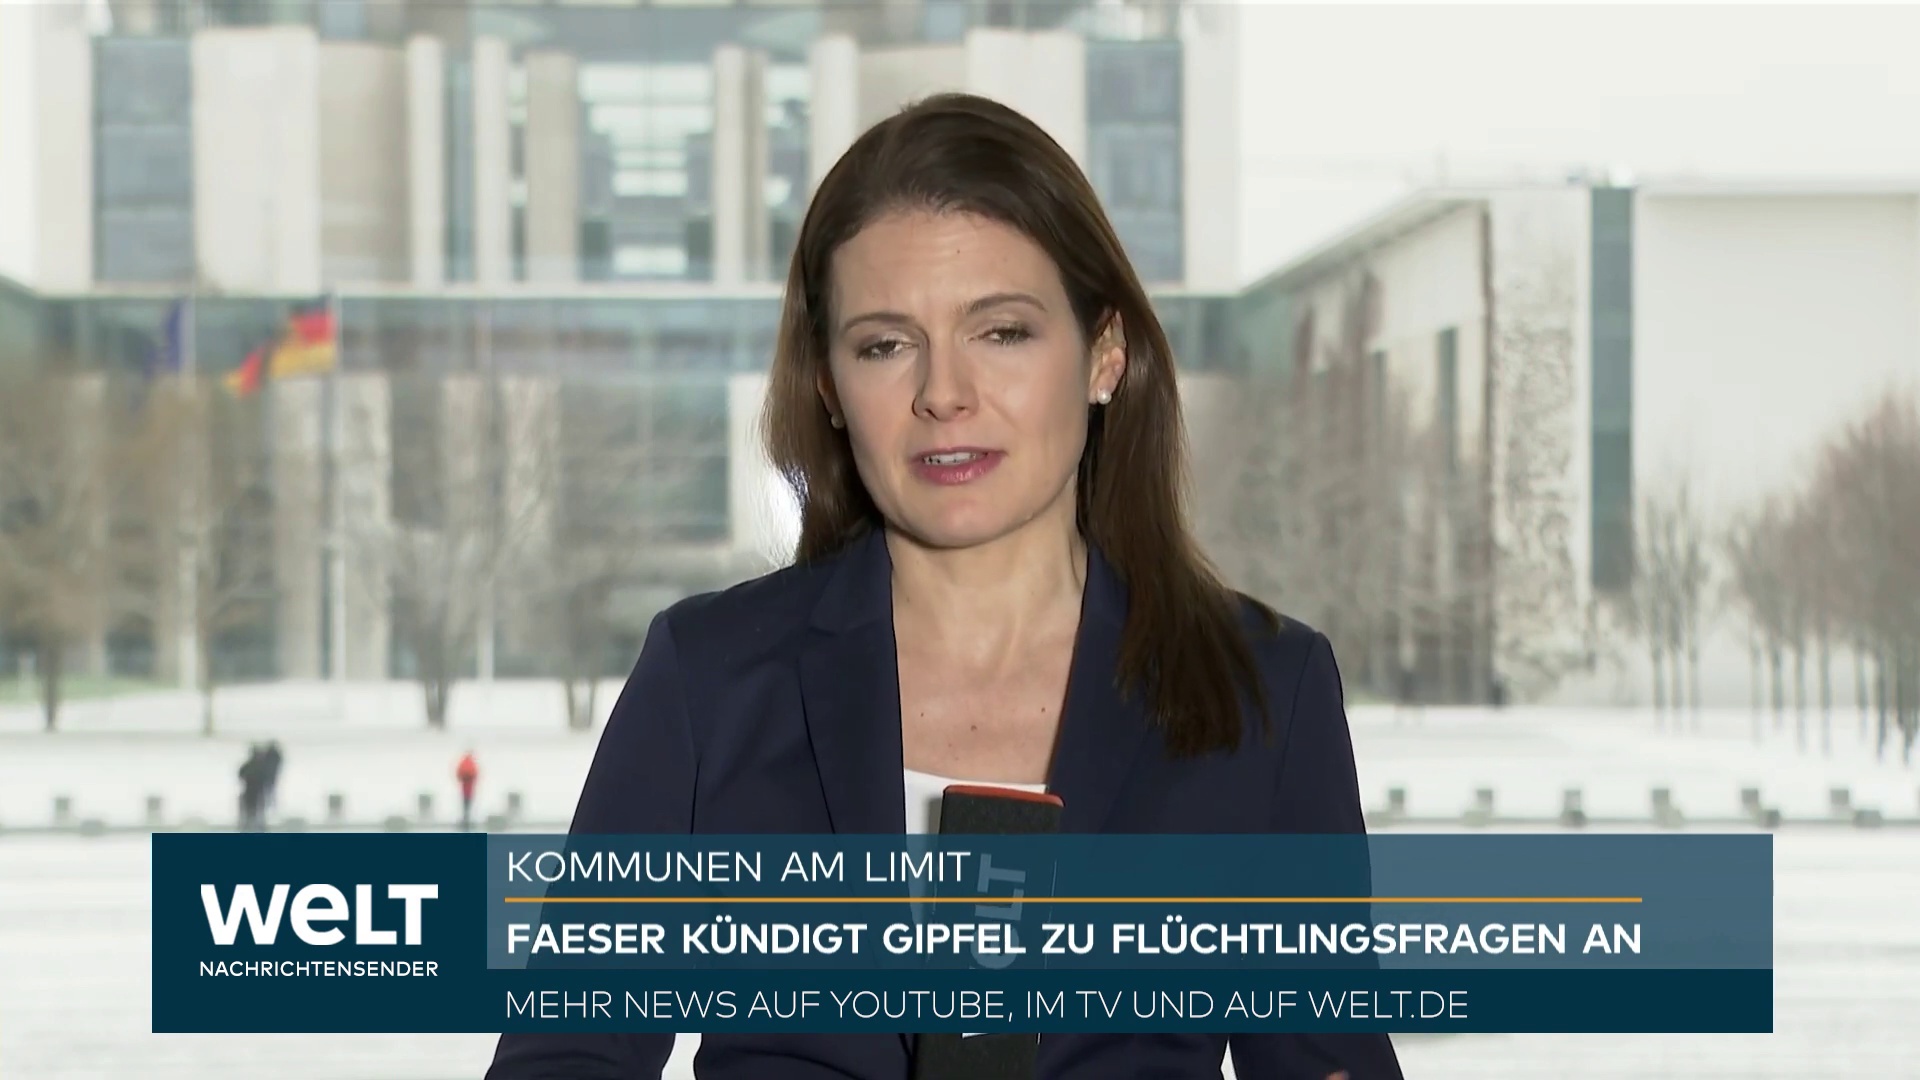 KOMMUNEN AM LIMIT
WELT
NACHRICHTENSENDER
FAESER KÜNDIGT GIPFEL ZU FLÜCHTLINGSFRAGEN AN
MEHR NEWS AUF YOUTUBE, IM TV UND AUF WELT.DE
WELT